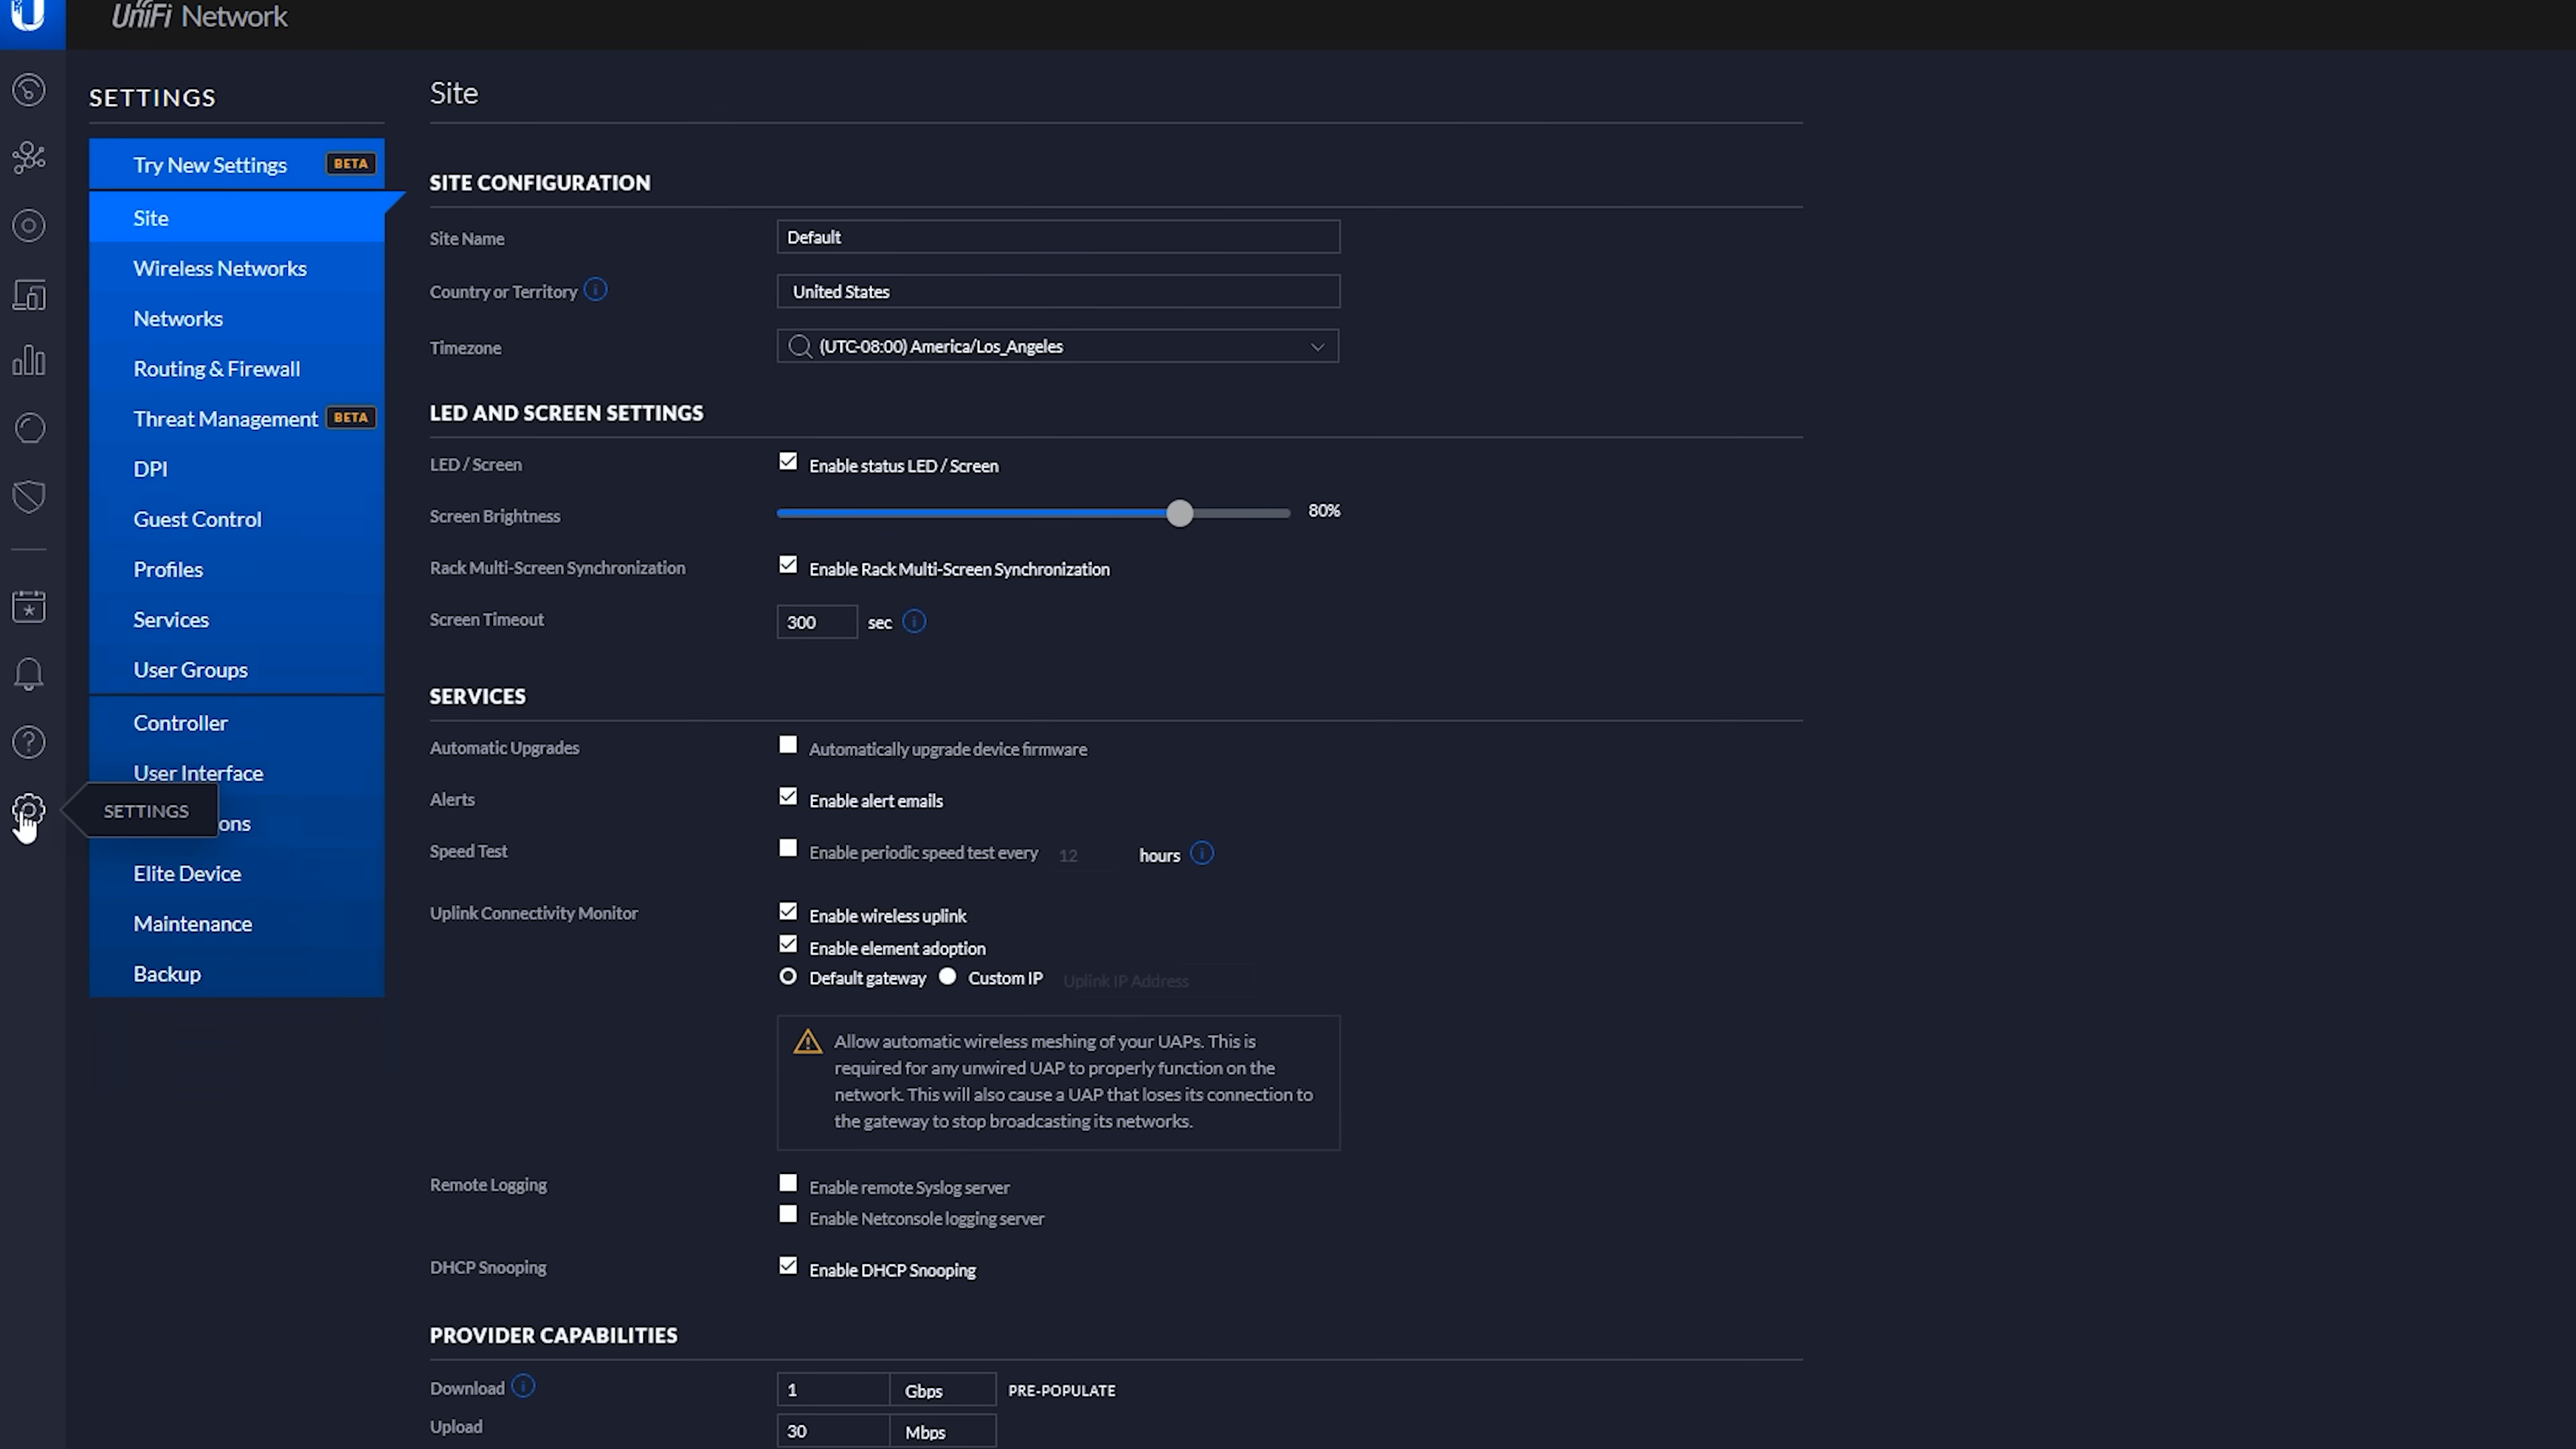 UniFi Network
SETTINGS
Try New Settings BETA
Site
Wireless Networks
Networks
Routing & Firewall
Threat Management BETA
DPI
Guest Control
Profiles
Services
User Groups
Controller
User Interface
SETTINGS
ons
Elite Device
Maintenance
Backup
Site
SITE CONFIGURATION
Site Name Default
Country or Territory United States
Timezone (UTC-08:00) America/Los_Angeles
LED AND SCREEN SETTINGS
LED / Screen Enable status LED / Screen
Screen Brightness 80%
Rack Multi-Screen Synchronization Enable Rack Multi-Screen Synchronization
Screen Timeout 300 sec
SERVICES
Automatic Upgrades Automatically upgrade device firmware
Alerts Enable alert emails
Speed Test Enable periodic speed test every 12 hours
Uplink Connectivity Monitor Enable wireless uplink
Enable element adoption
Default gateway Custom IP Uplink IP Address
Allow automatic wireless meshing of your UAPs. This is
required for any unwired UAP to properly function on the
network. This will also cause a UAP that loses its connection to
the gateway to stop broadcasting its networks.
Remote Logging Enable remote Syslog server
Enable Netconsole logging server
DHCP Snooping Enable DHCP Snooping
PROVIDER CAPABILITIES
Download 1 Gbps PRE-POPULATE
Upload 30 Mbps